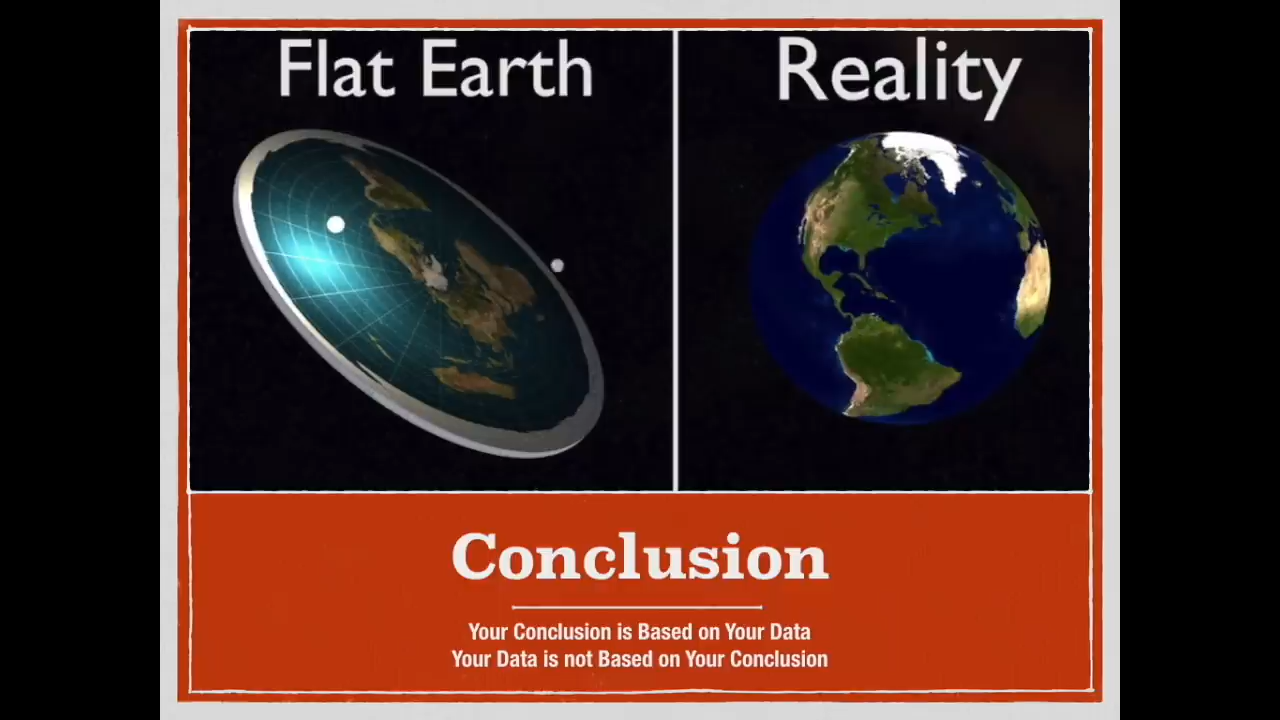 Flat Earth
Reality
Conclusion
Your Conclusion is Based on Your Data
Your Data is not Based on Your Conclusion